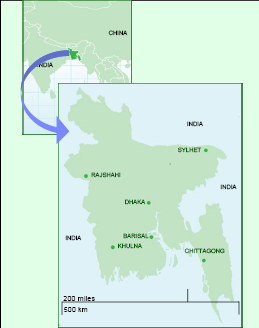 CHINA
INDIA
INDIA
SYLHET
RAJSHAHI
INDIA
DHAKA
BARISAL
INDIA
KHULNA
CHITTAGONG
200 miles
500 km